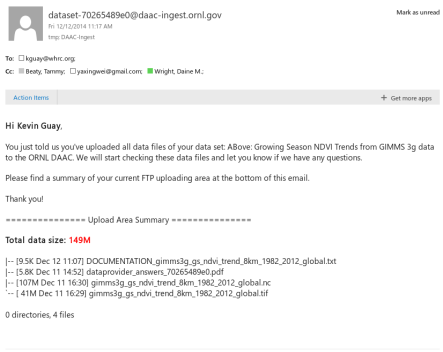 dataset-70265489e0@daac-ingest.ornl.gov
Mark as unread
Fri 12/12/2014 11:17 AM
tmp; DAAC-Ingest
To: kguay@whrc.org;
Cc: Beaty, Tammy; yaxingwei@gmail.com; Wright, Daine M.;
Action Items
+ Get more apps
Hi Kevin Guay,
You just told us you've uploaded all data files of your data set: ABove: Growing Season NDVI Trends from GIMMS 3g data
to the ORNL DAAC. We will start checking these data files and let you know if we have any questions.
Please find a summary of your current FTP uploading area at the bottom of this email.
Thank you!
=============== Upload Area Summary ===============
Total data size: 149M
|-- [9.5K Dec 12 11:07] DOCUMENTATION_gimms3g_gs_ndvi_trend_8km_1982_2012_global.txt
|-- [5.8K Dec 11 14:52] dataprovider_answers_70265489e0.pdf
|-- [107M Dec 11 16:30] gimms3g_gs_ndvi_trend_8km_1982_2012_global.nc
`-- [ 41M Dec 11 16:29] gimms3g_gs_ndvi_trend_8km_1982_2012_global.tif
0 directories, 4 files